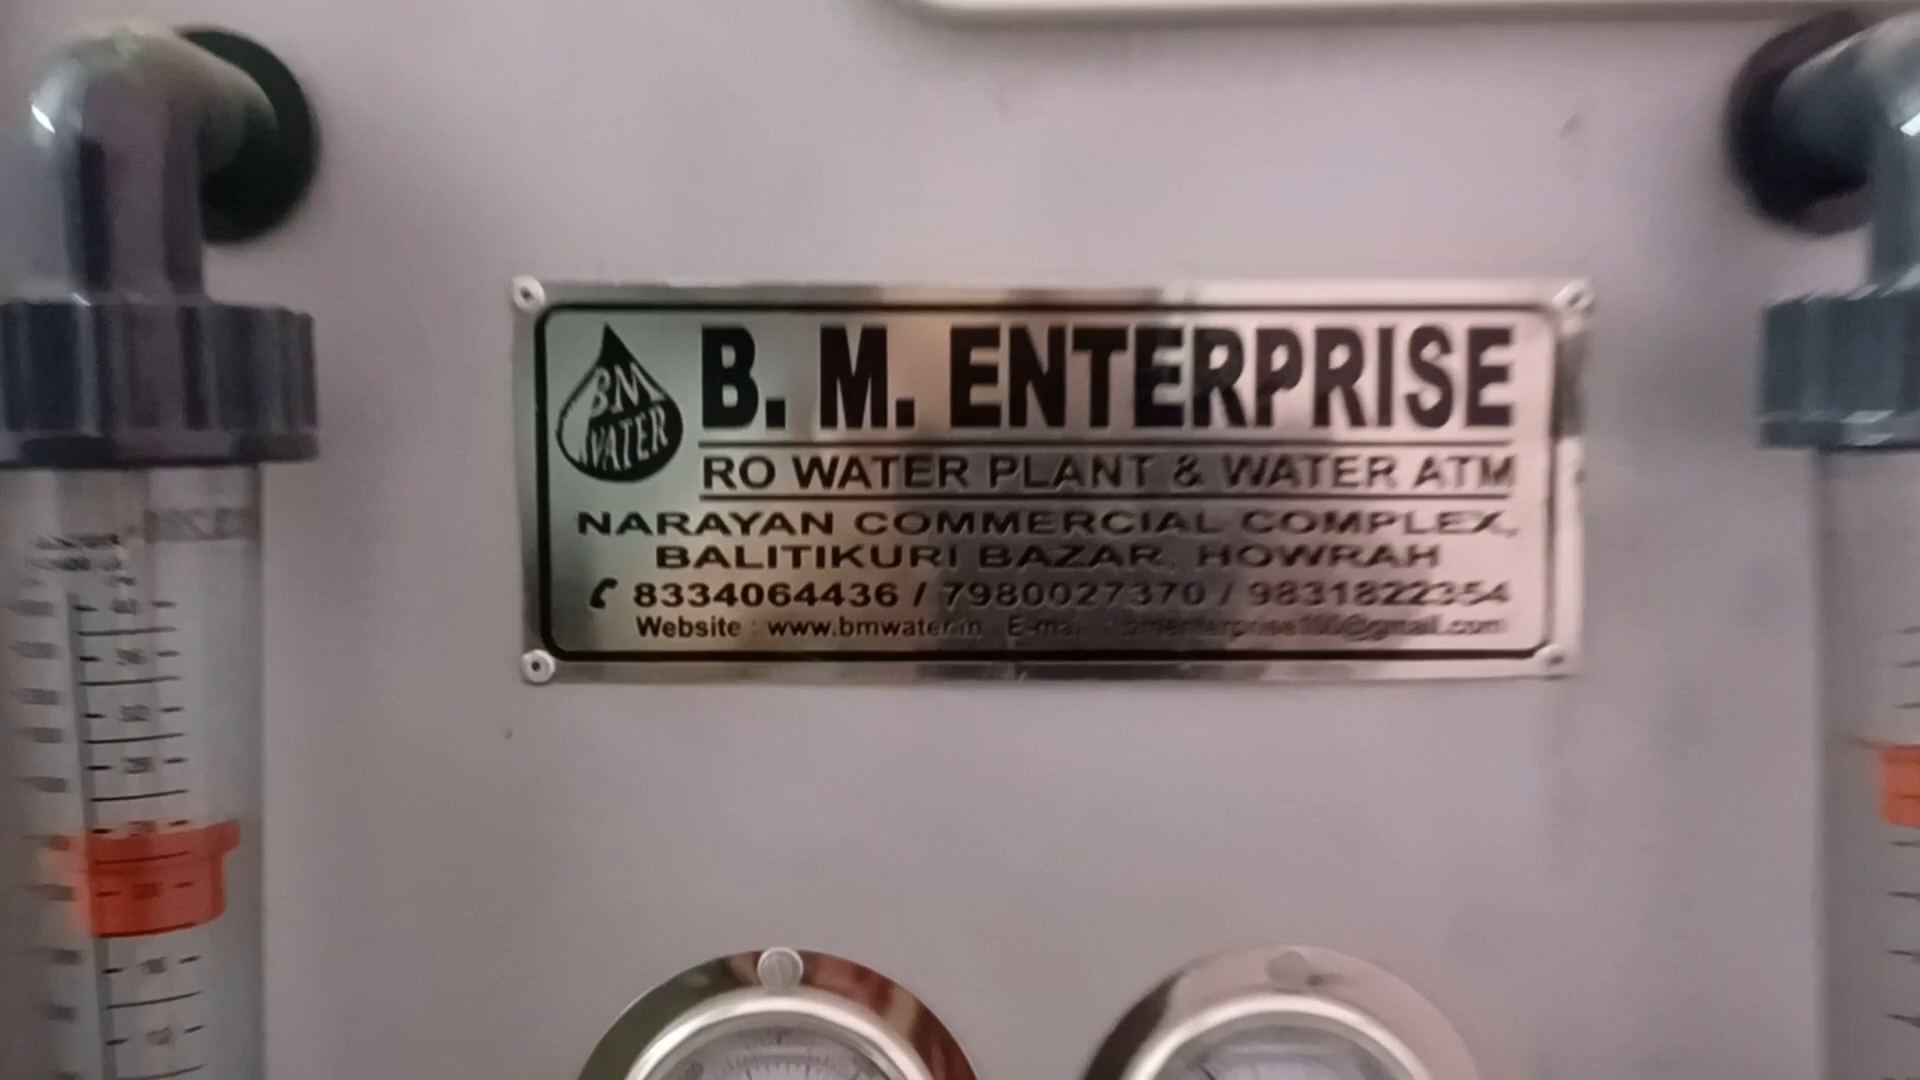 BM
WATER
B. M. ENTERPRISE
RO WATER PLANT & WATER ATM
NARAYAN COMMERCIAL COMPLEX,
BALITIKURI BAZAR, HOWRAH
8334064436 / 7980027370 / 9831822354
Website : www.bmwater.in